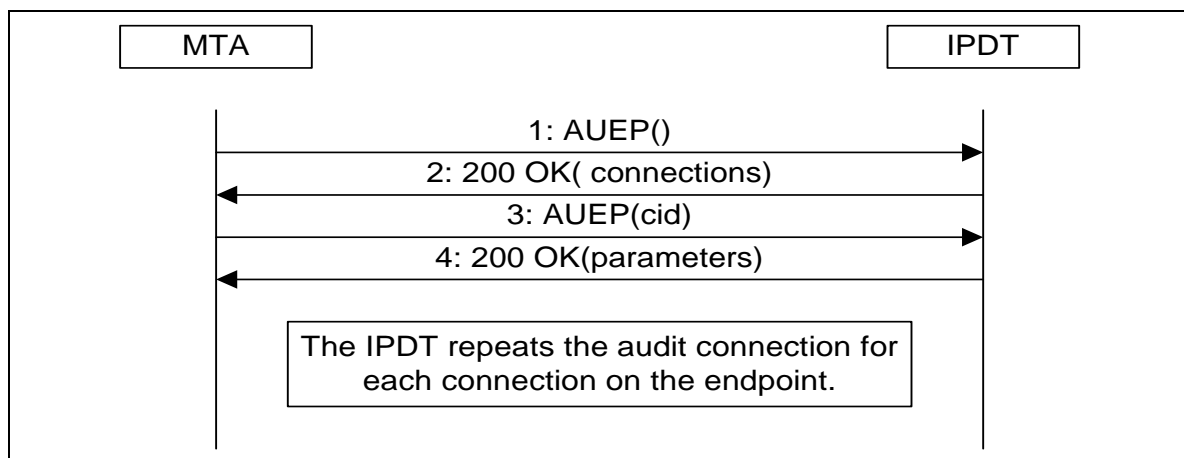 MTA
IPDT
1: AUEP()
2: 200 OK( connections)
3: AUEP(cid)
4: 200 OK(parameters)
The IPDT repeats the audit connection for
each connection on the endpoint.